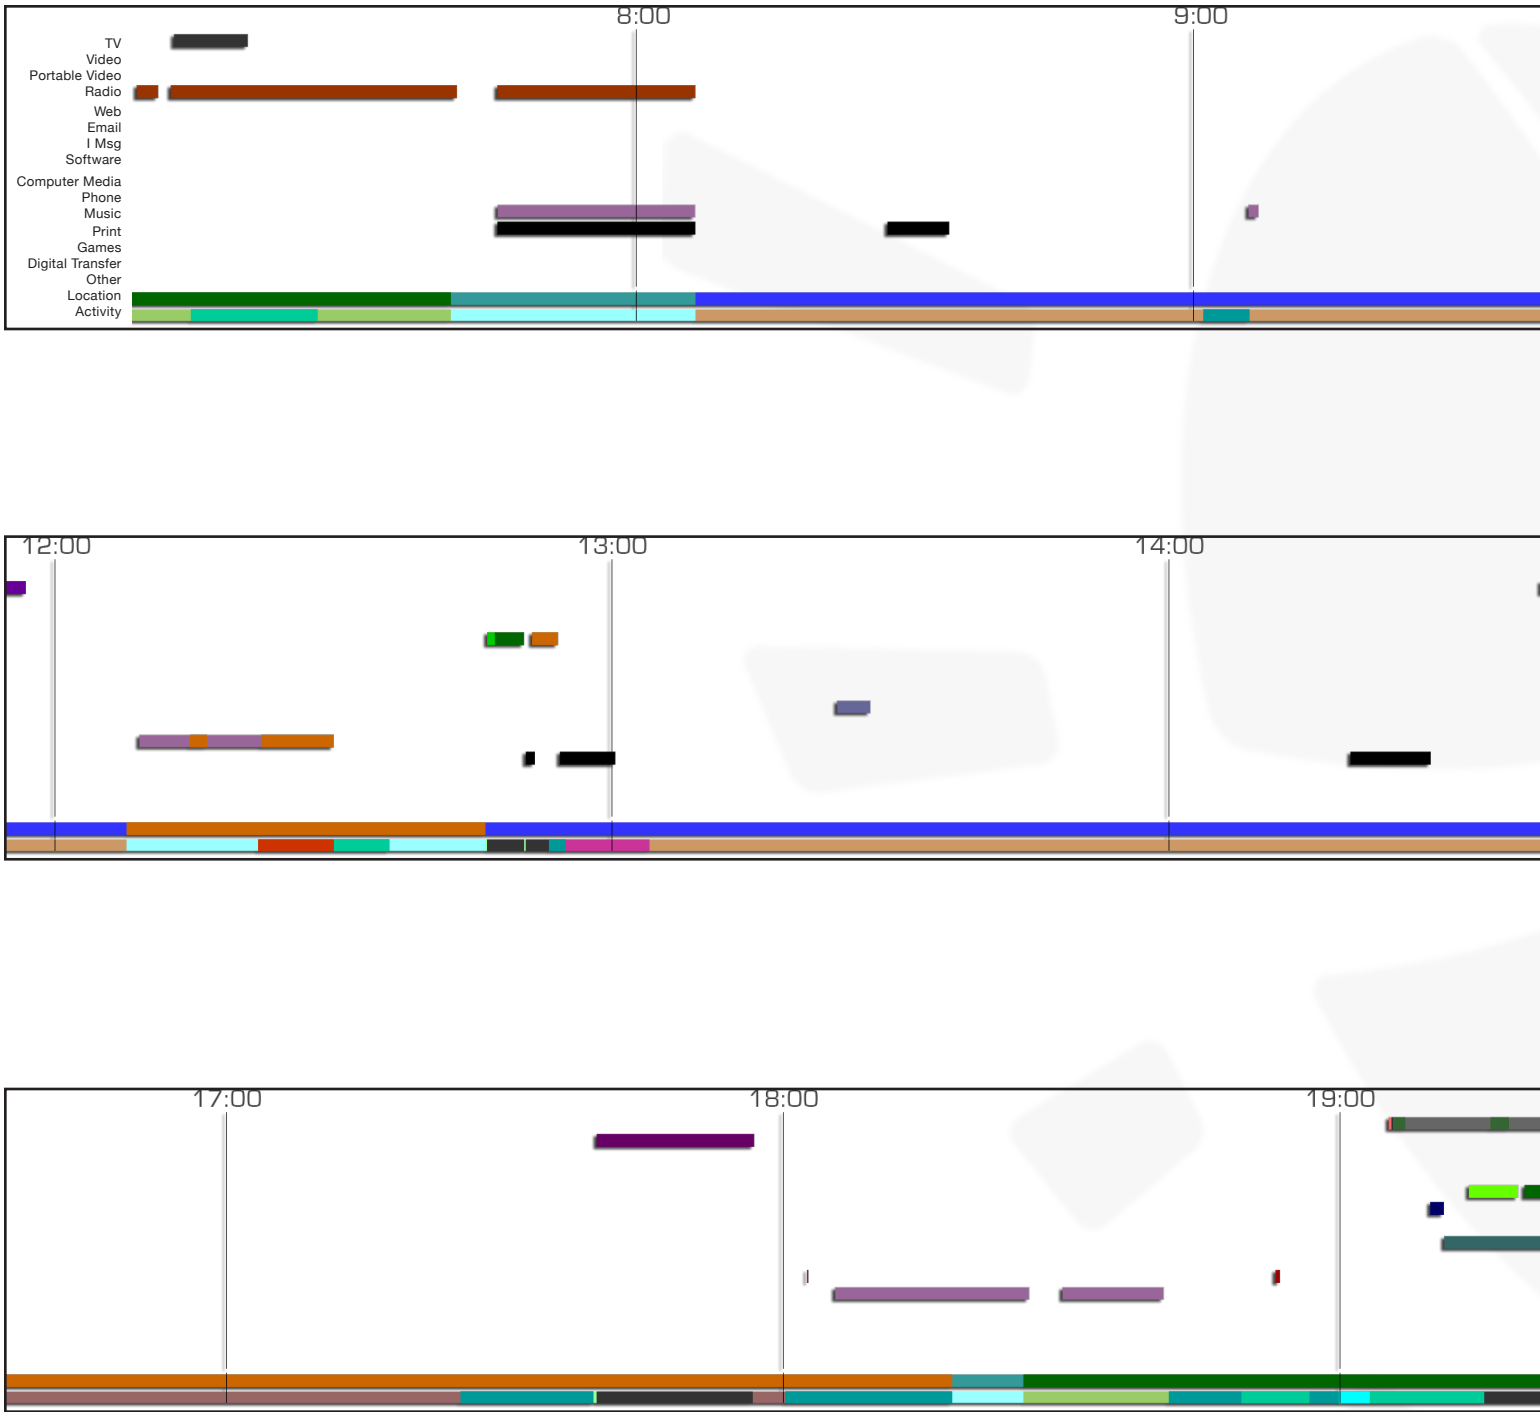 8:00 9:00
TV
Video
Portable Video
Radio
Web
Email
I Msg
Software
Computer Media
Phone
Music
Print
Games
Digital Transfer
Other
Location
Activity
12:00 13:00 14:00
17:00 18:00 19:00